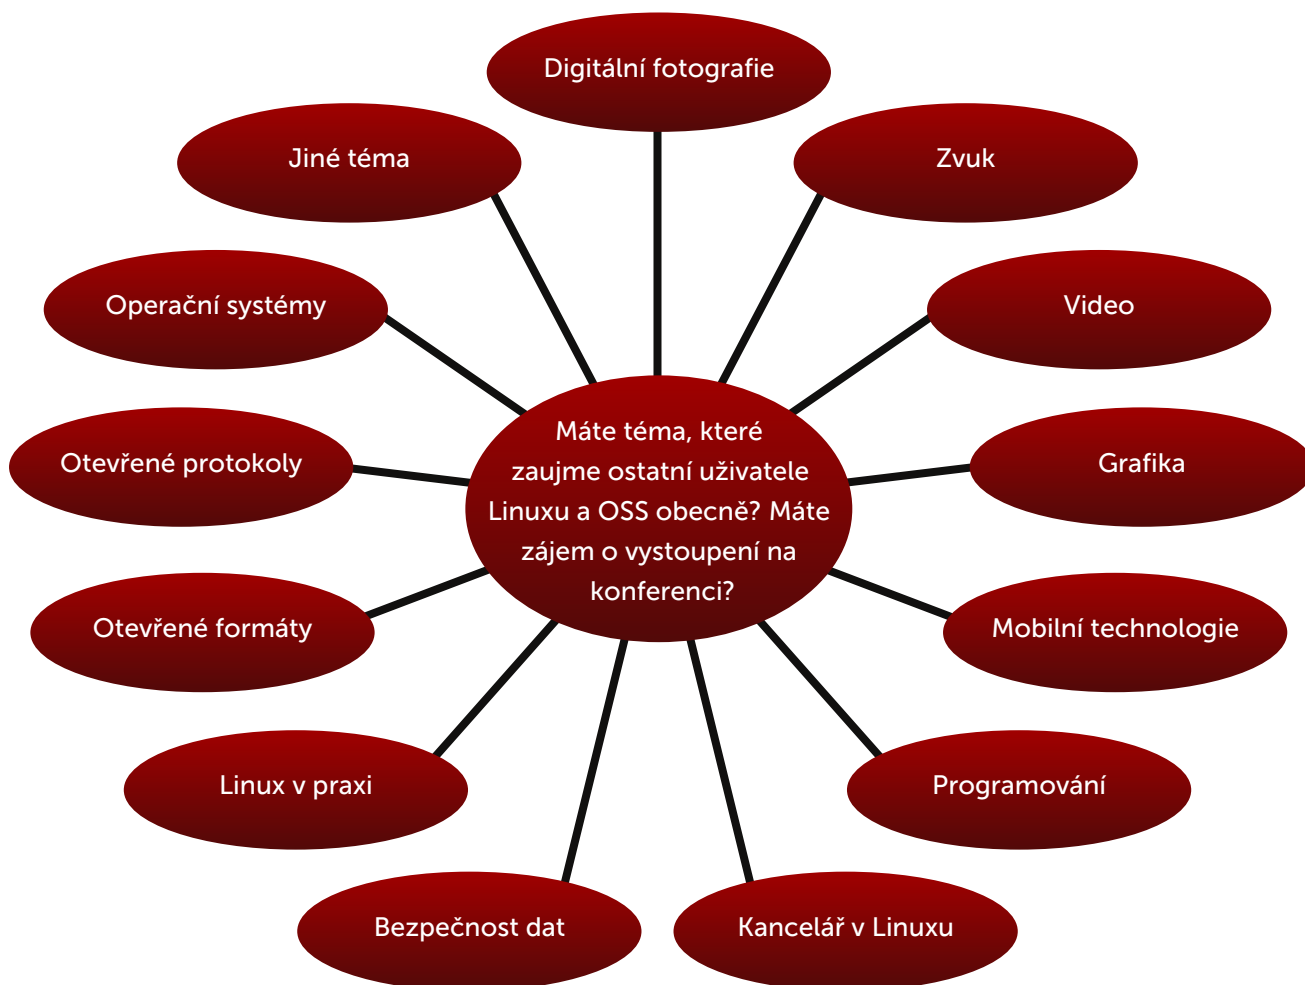 Digitální fotografie
Jiné téma
Zvuk
Operační systémy
Video
Máte téma, které
zaujme ostatní uživatele
Linuxu a OSS obecně? Máte
zájem o vystoupení na
konferenci?
Otevřené protokoly
Grafika
Otevřené formáty
Mobilní technologie
Linux v praxi
Programování
Bezpečnost dat
Kancelář v Linuxu